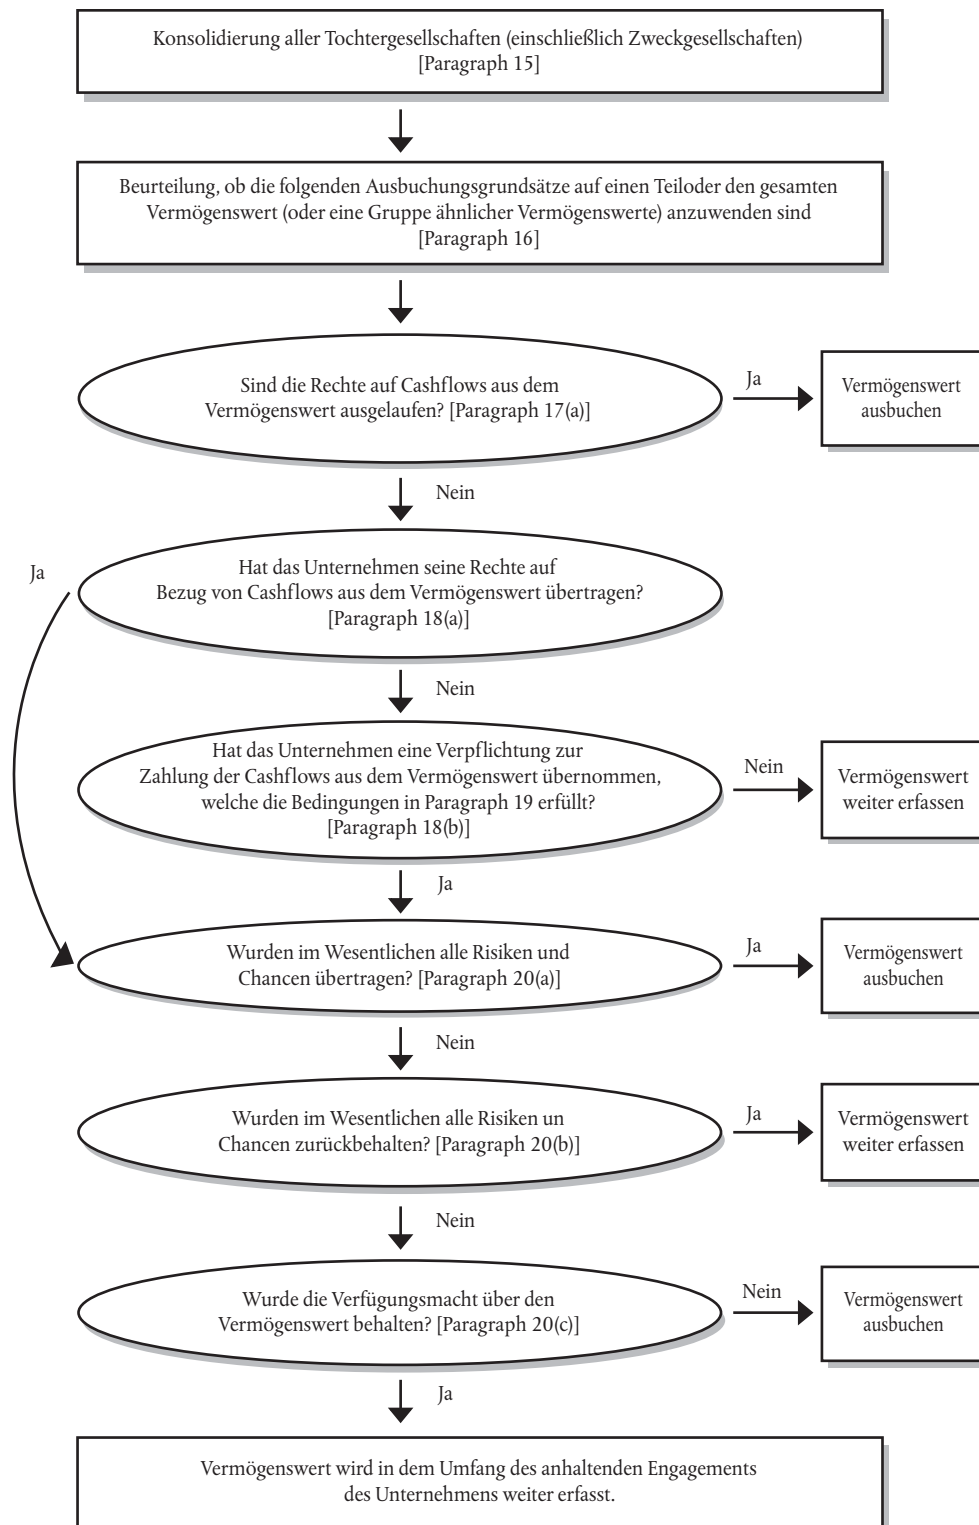 Konsolidierung aller Tochtergesellschaften (einschließlich Zweckgesellschaften)
[Paragraph 15]
Beurteilung, ob die folgenden Ausbuchungsgrundsätze auf einen Teiloder den gesamten
Vermögenswert (oder eine Gruppe ähnlicher Vermögenswerte) anzuwenden sind
[Paragraph 16]
Sind die Rechte auf Cashflows aus dem
Vermögenswert ausgelaufen? [Paragraph 17(a)]
Ja
Vermögenswert
ausbuchen
Nein
Ja
Hat das Unternehmen seine Rechte auf
Bezug von Cashflows aus dem Vermögenswert übertragen?
[Paragraph 18(a)]
Nein
Hat das Unternehmen eine Verpflichtung zur
Zahlung der Cashflows aus dem Vermögenswert übernommen,
welche die Bedingungen in Paragraph 19 erfüllt?
[Paragraph 18(b)]
Nein
Vermögenswert
weiter erfassen
Ja
Wurden im Wesentlichen alle Risiken und
Chancen übertragen? [Paragraph 20(a)]
Ja
Vermögenswert
ausbuchen
Nein
Wurden im Wesentlichen alle Risiken un
Chancen zurückbehalten? [Paragraph 20(b)]
Ja
Vermögenswert
weiter erfassen
Nein
Wurde die Verfügungsmacht über den
Vermögenswert behalten? [Paragraph 20(c)]
Nein
Vermögenswert
ausbuchen
Ja
Vermögenswert wird in dem Umfang des anhaltenden Engagements
des Unternehmens weiter erfasst.